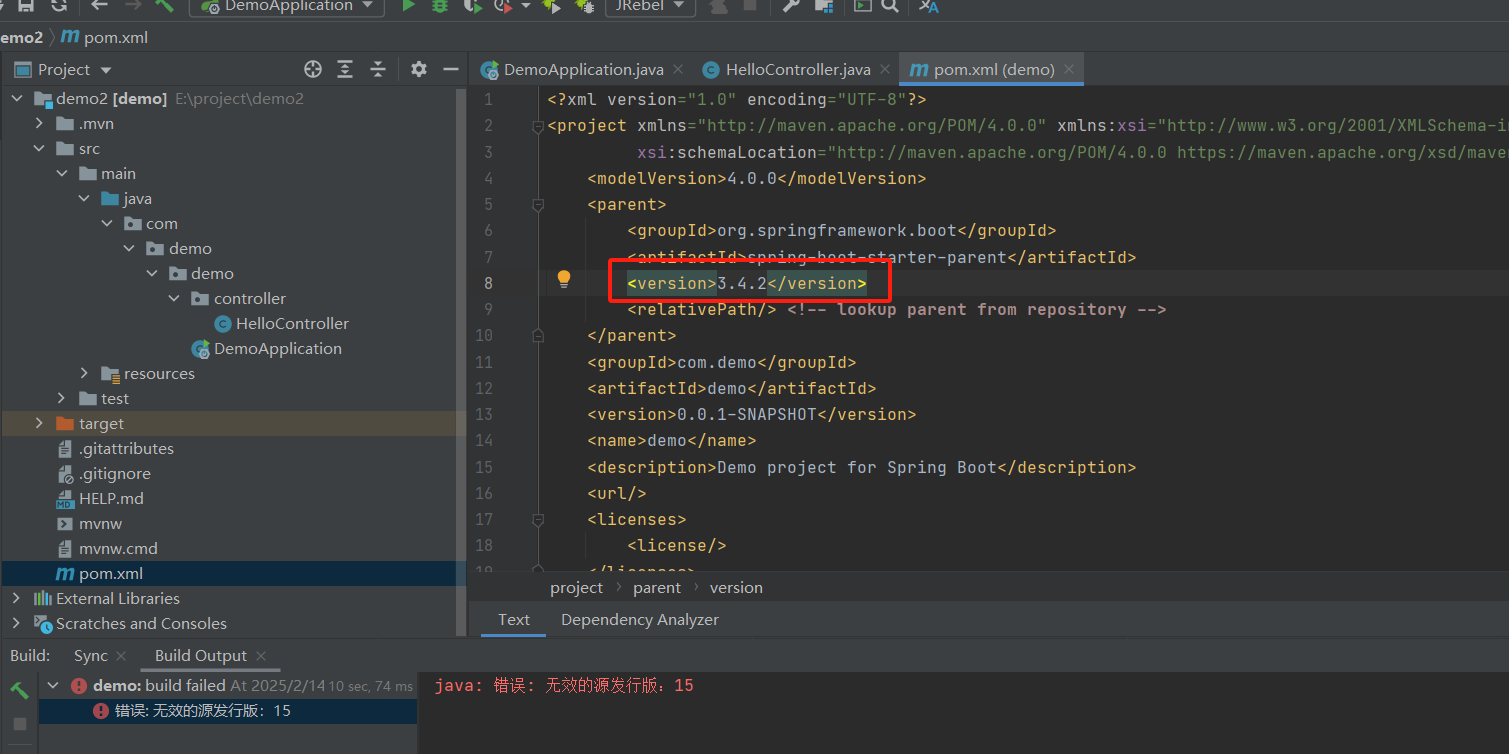 DemoApplication
JRebel
emo2 pom.xml
Project
DemoApplication.java
HelloController.java
pom.xml (demo)
demo2 [demo] E:\project\demo2
.mvn
src
main
java
com
demo
demo
controller
HelloController
DemoApplication
resources
test
target
.gitattributes
.gitignore
HELP.md
mvnw
mvnw.cmd
pom.xml
External Libraries
Scratches and Consoles
1 <?xml version="1.0" encoding="UTF-8"?>
2 <project xmlns="http://maven.apache.org/POM/4.0.0" xmlns:xsi="http://www.w3.org/2001/XMLSchema-in
3 xsi:schemaLocation="http://maven.apache.org/POM/4.0.0 https://maven.apache.org/xsd/maven
4 <modelVersion>4.0.0</modelVersion>
5 <parent>
6 <groupId>org.springframework.boot</groupId>
7 <artifactId>spring-boot-starter-parent</artifactId>
8 <version>3.4.2</version>
9 <relativePath/> <!-- lookup parent from repository -->
10 </parent>
11 <groupId>com.demo</groupId>
12 <artifactId>demo</artifactId>
13 <version>0.0.1-SNAPSHOT</version>
14 <name>demo</name>
15 <description>Demo project for Spring Boot</description>
16 <url/>
17 <licenses>
18 <license/>
19 </licenses>
project parent version
Text Dependency Analyzer
Build: Sync Build Output
demo: build failed At 2025/2/14 10 sec, 74 ms
错误: 无效的源发行版：15
java: 错误: 无效的源发行版：15